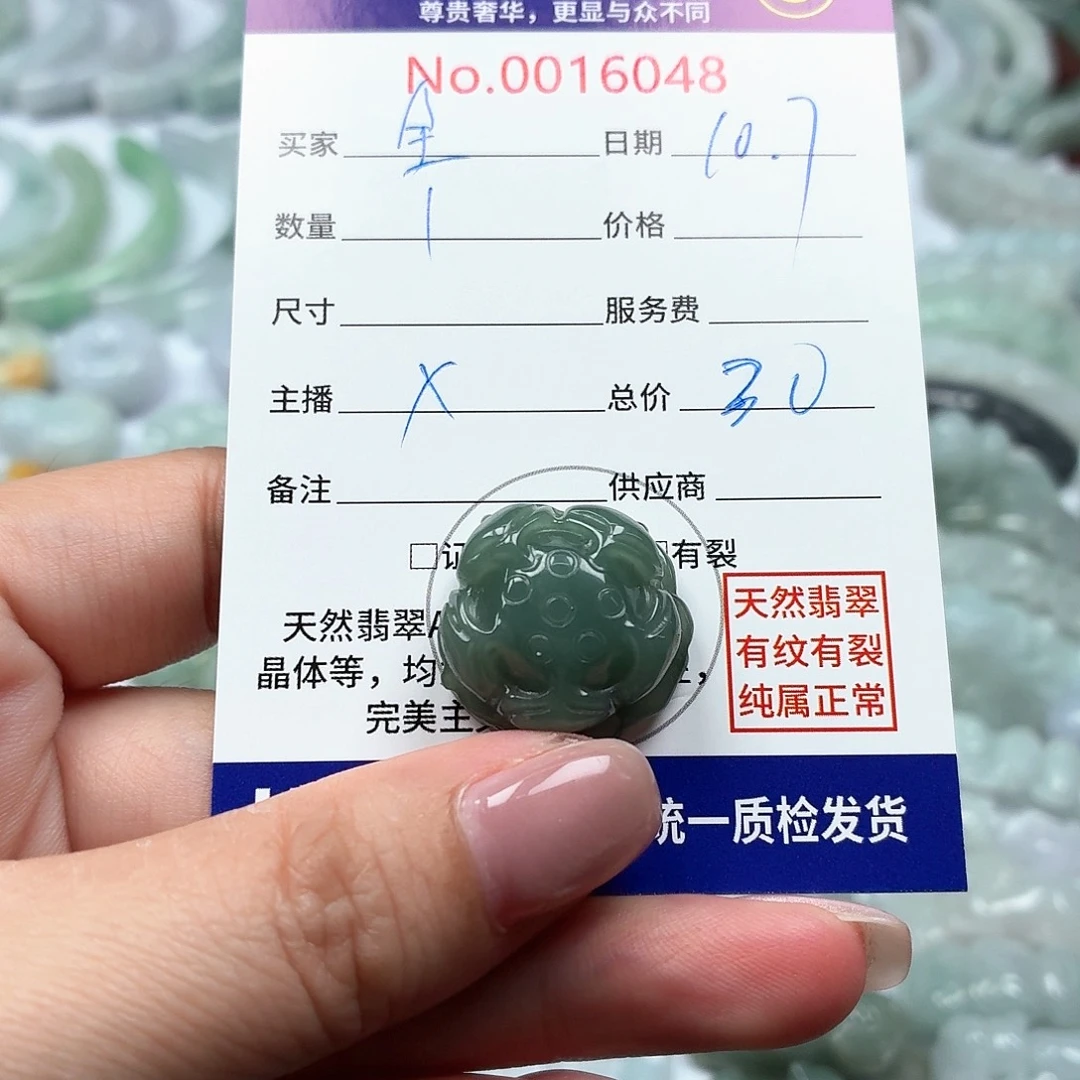 尊贵奢华，更显与众不同
No.0016048
买家 全 日期 10.7
数量 1 价格
尺寸 服务费
主播 X 总价 30
备注 供应商
□ 有裂
天然翡翠
晶体等，均
完美主
天然翡翠
有纹有裂
纯属正常
统一质检发货